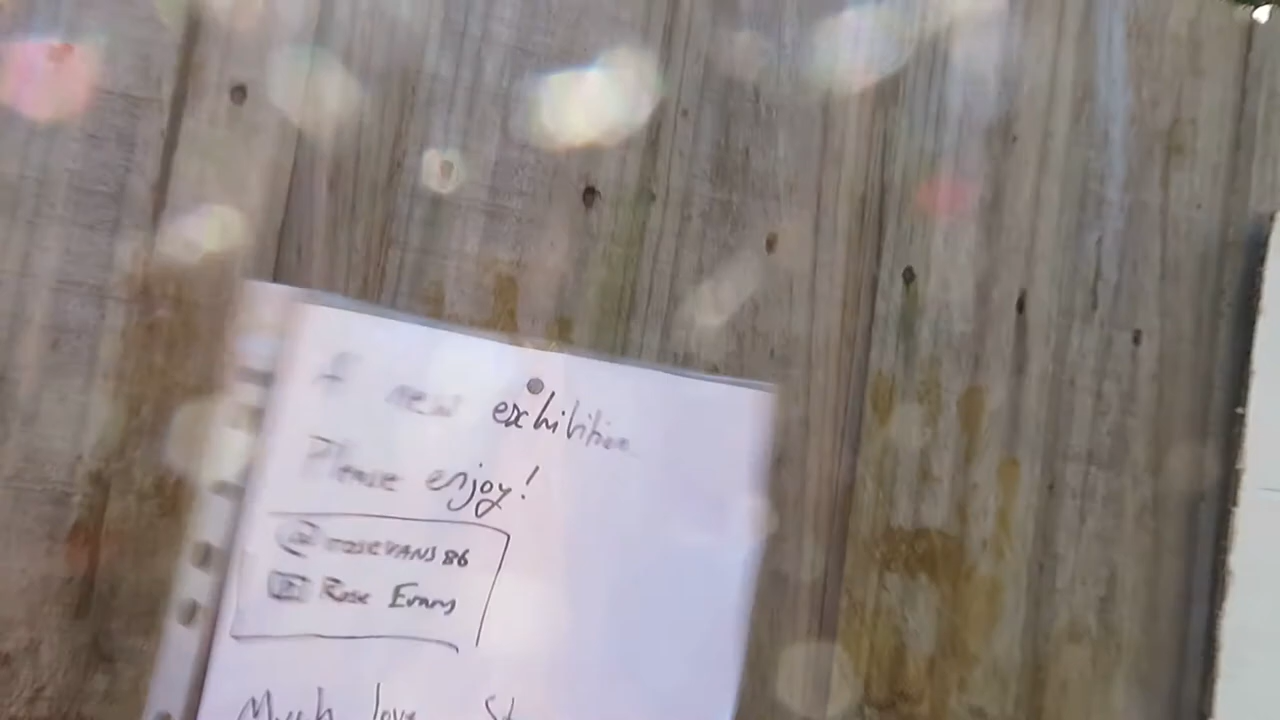 A new exhibition
Please enjoy!
@rosevans86
Rose Evans
Much love